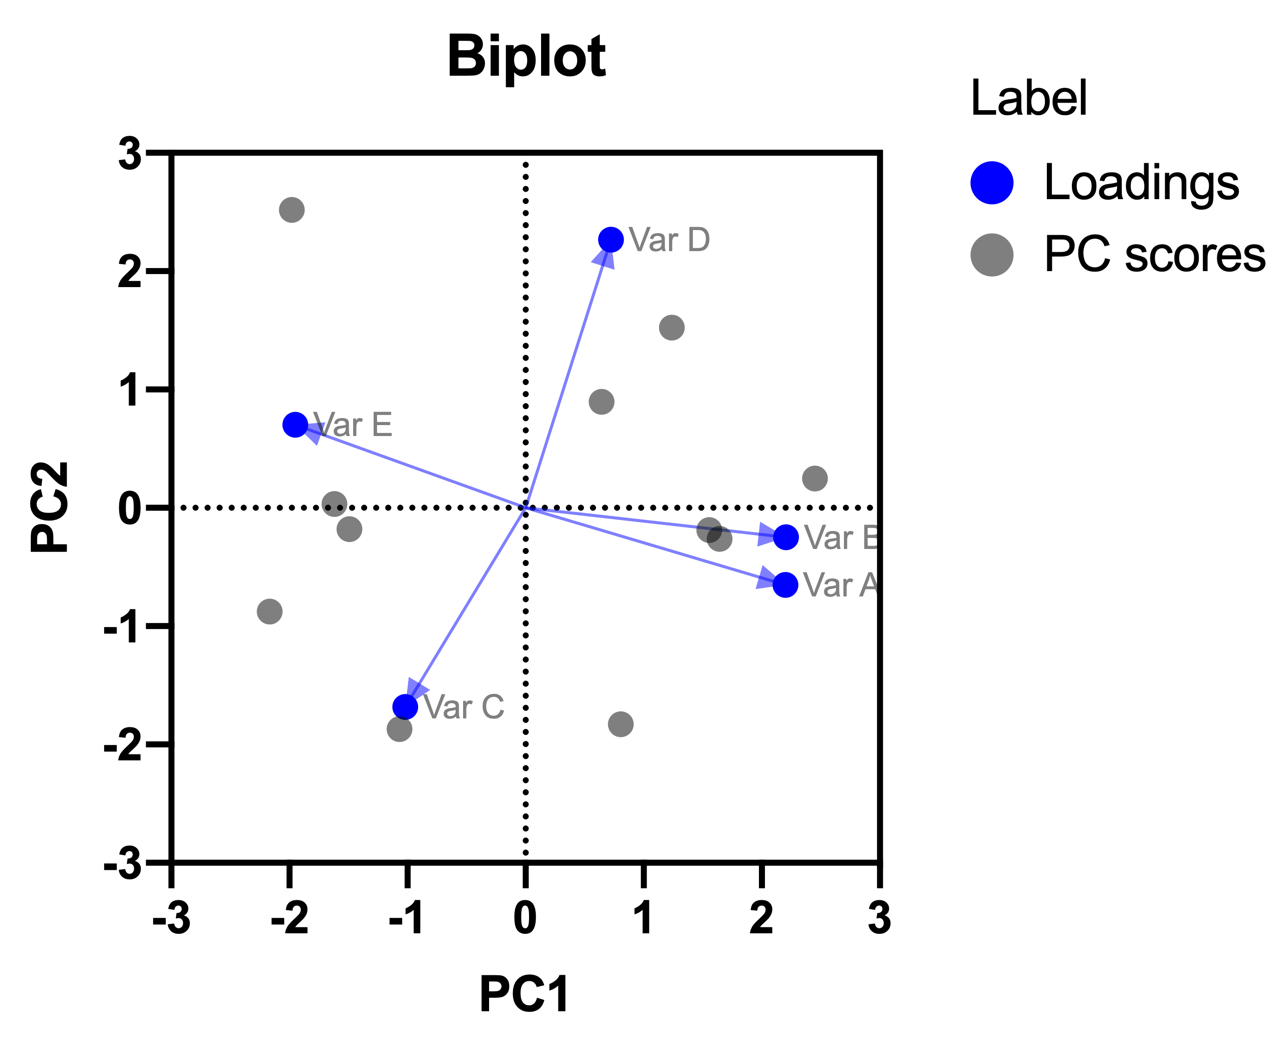 Biplot
Label
Loadings
PC scores
3
2
1
0
-1
-2
-3
PC2
Var D
Var E
Var B
Var A
Var C
-3
-2
-1
0
1
2
3
PC1